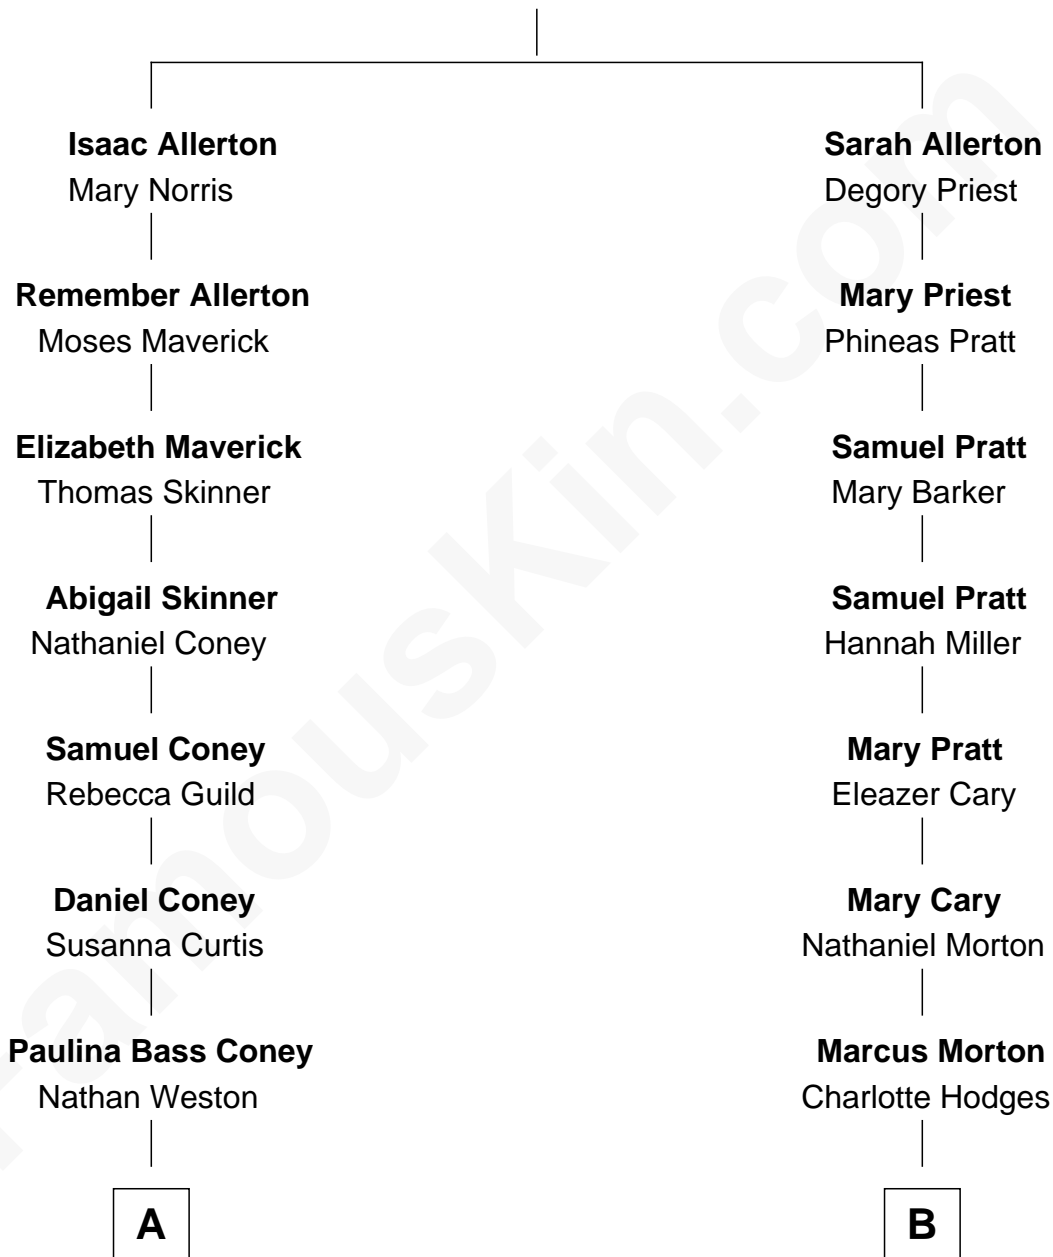 Isaac Allerton
Mary Norris
Sarah Allerton
Degory Priest
Remember Allerton
Moses Maverick
Mary Priest
Phineas Pratt
Elizabeth Maverick
Thomas Skinner
Samuel Pratt
Mary Barker
Abigail Skinner
Nathaniel Coney
Samuel Pratt
Hannah Miller
Samuel Coney
Rebecca Guild
Mary Pratt
Eleazer Cary
Daniel Coney
Susanna Curtis
Mary Cary
Nathaniel Morton
Paulina Bass Coney
Nathan Weston
Marcus Morton
Charlotte Hodges
A
B
FamousKin.com